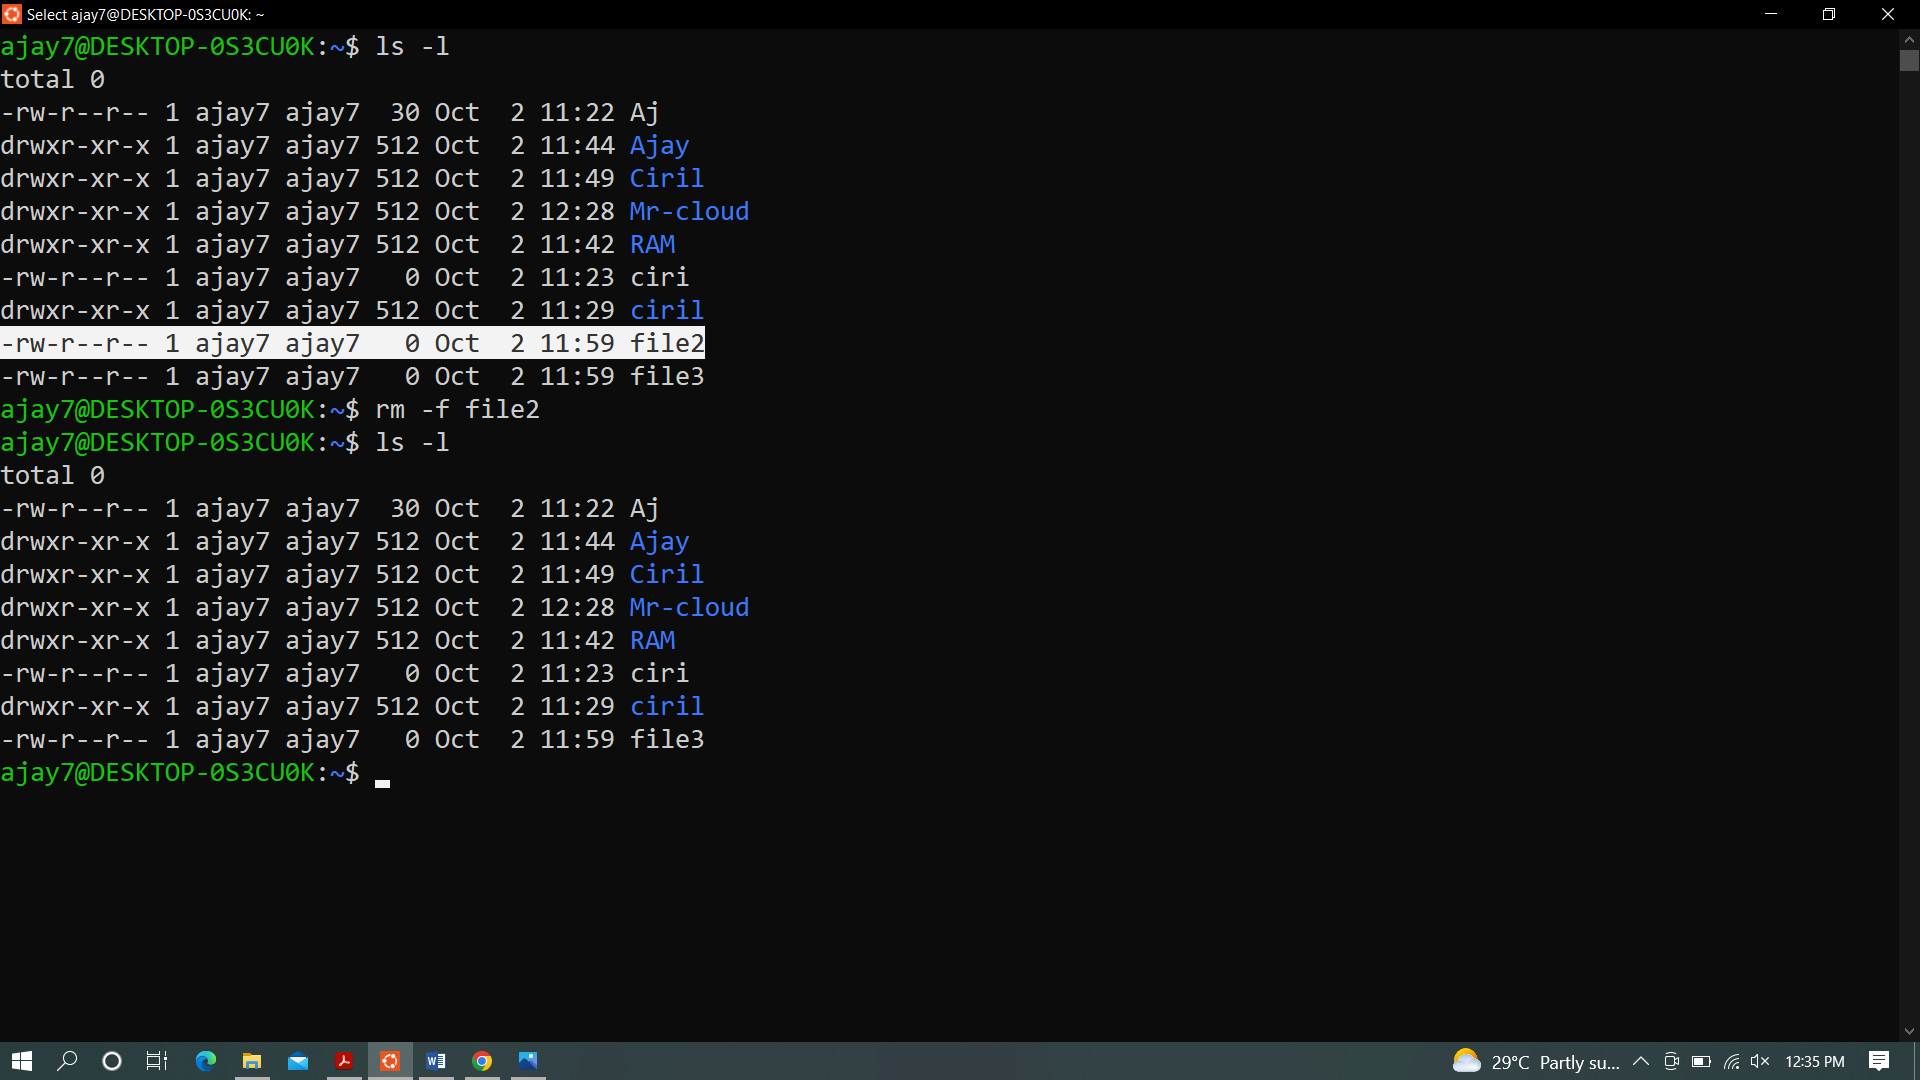 Select ajay7@DESKTOP-0S3CU0K: ~
ajay7@DESKTOP-0S3CU0K:~$ ls -l
total 0
-rw-r--r-- 1 ajay7 ajay7  30 Oct  2 11:22 Aj
drwxr-xr-x 1 ajay7 ajay7 512 Oct  2 11:44 Ajay
drwxr-xr-x 1 ajay7 ajay7 512 Oct  2 11:49 Ciril
drwxr-xr-x 1 ajay7 ajay7 512 Oct  2 12:28 Mr-cloud
drwxr-xr-x 1 ajay7 ajay7 512 Oct  2 11:42 RAM
-rw-r--r-- 1 ajay7 ajay7   0 Oct  2 11:23 ciri
drwxr-xr-x 1 ajay7 ajay7 512 Oct  2 11:29 ciril
-rw-r--r-- 1 ajay7 ajay7   0 Oct  2 11:59 file2
-rw-r--r-- 1 ajay7 ajay7   0 Oct  2 11:59 file3
ajay7@DESKTOP-0S3CU0K:~$ rm -f file2
ajay7@DESKTOP-0S3CU0K:~$ ls -l
total 0
-rw-r--r-- 1 ajay7 ajay7  30 Oct  2 11:22 Aj
drwxr-xr-x 1 ajay7 ajay7 512 Oct  2 11:44 Ajay
drwxr-xr-x 1 ajay7 ajay7 512 Oct  2 11:49 Ciril
drwxr-xr-x 1 ajay7 ajay7 512 Oct  2 12:28 Mr-cloud
drwxr-xr-x 1 ajay7 ajay7 512 Oct  2 11:42 RAM
-rw-r--r-- 1 ajay7 ajay7   0 Oct  2 11:23 ciri
drwxr-xr-x 1 ajay7 ajay7 512 Oct  2 11:29 ciril
-rw-r--r-- 1 ajay7 ajay7   0 Oct  2 11:59 file3
ajay7@DESKTOP-0S3CU0K:~$
29°C Partly su... 12:35 PM